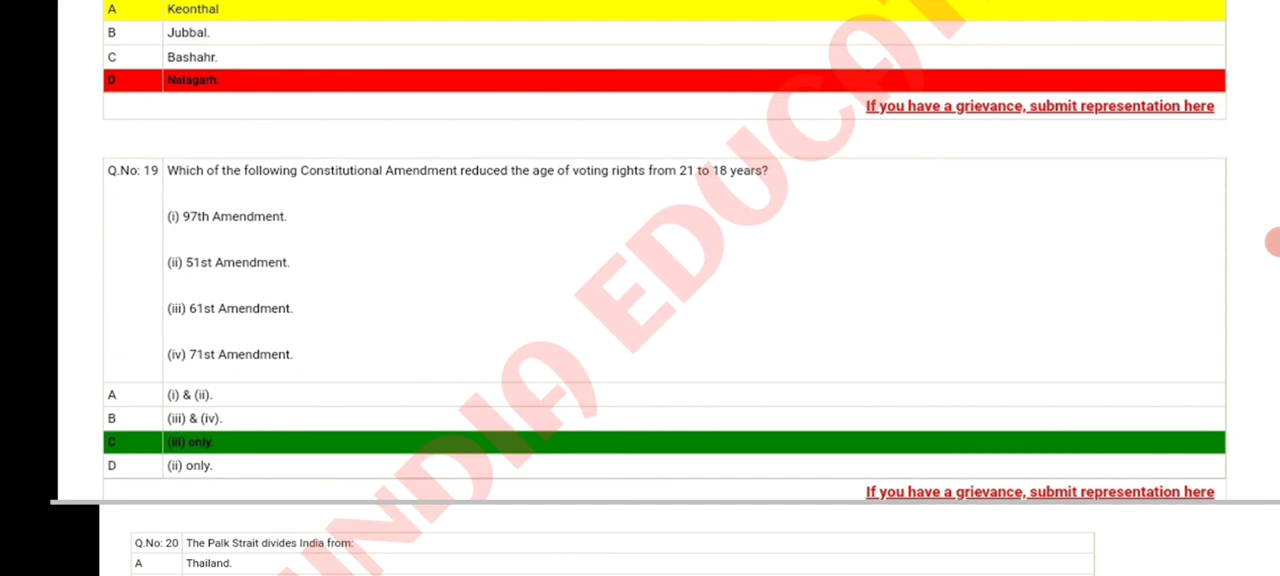 A Keonthal
B Jubbal.
C Bashahr.
D Nalagarh.
If you have a grievance, submit representation here
Q.No: 19 Which of the following Constitutional Amendment reduced the age of voting rights from 21 to 18 years?
(i) 97th Amendment.
(ii) 51st Amendment.
(iii) 61st Amendment.
(iv) 71st Amendment.
A (i) & (ii).
B (iii) & (iv).
C (iii) only.
D (ii) only.
If you have a grievance, submit representation here
Q.No: 20 The Palk Strait divides India from:
A Thailand.
INDIA EDUCAT